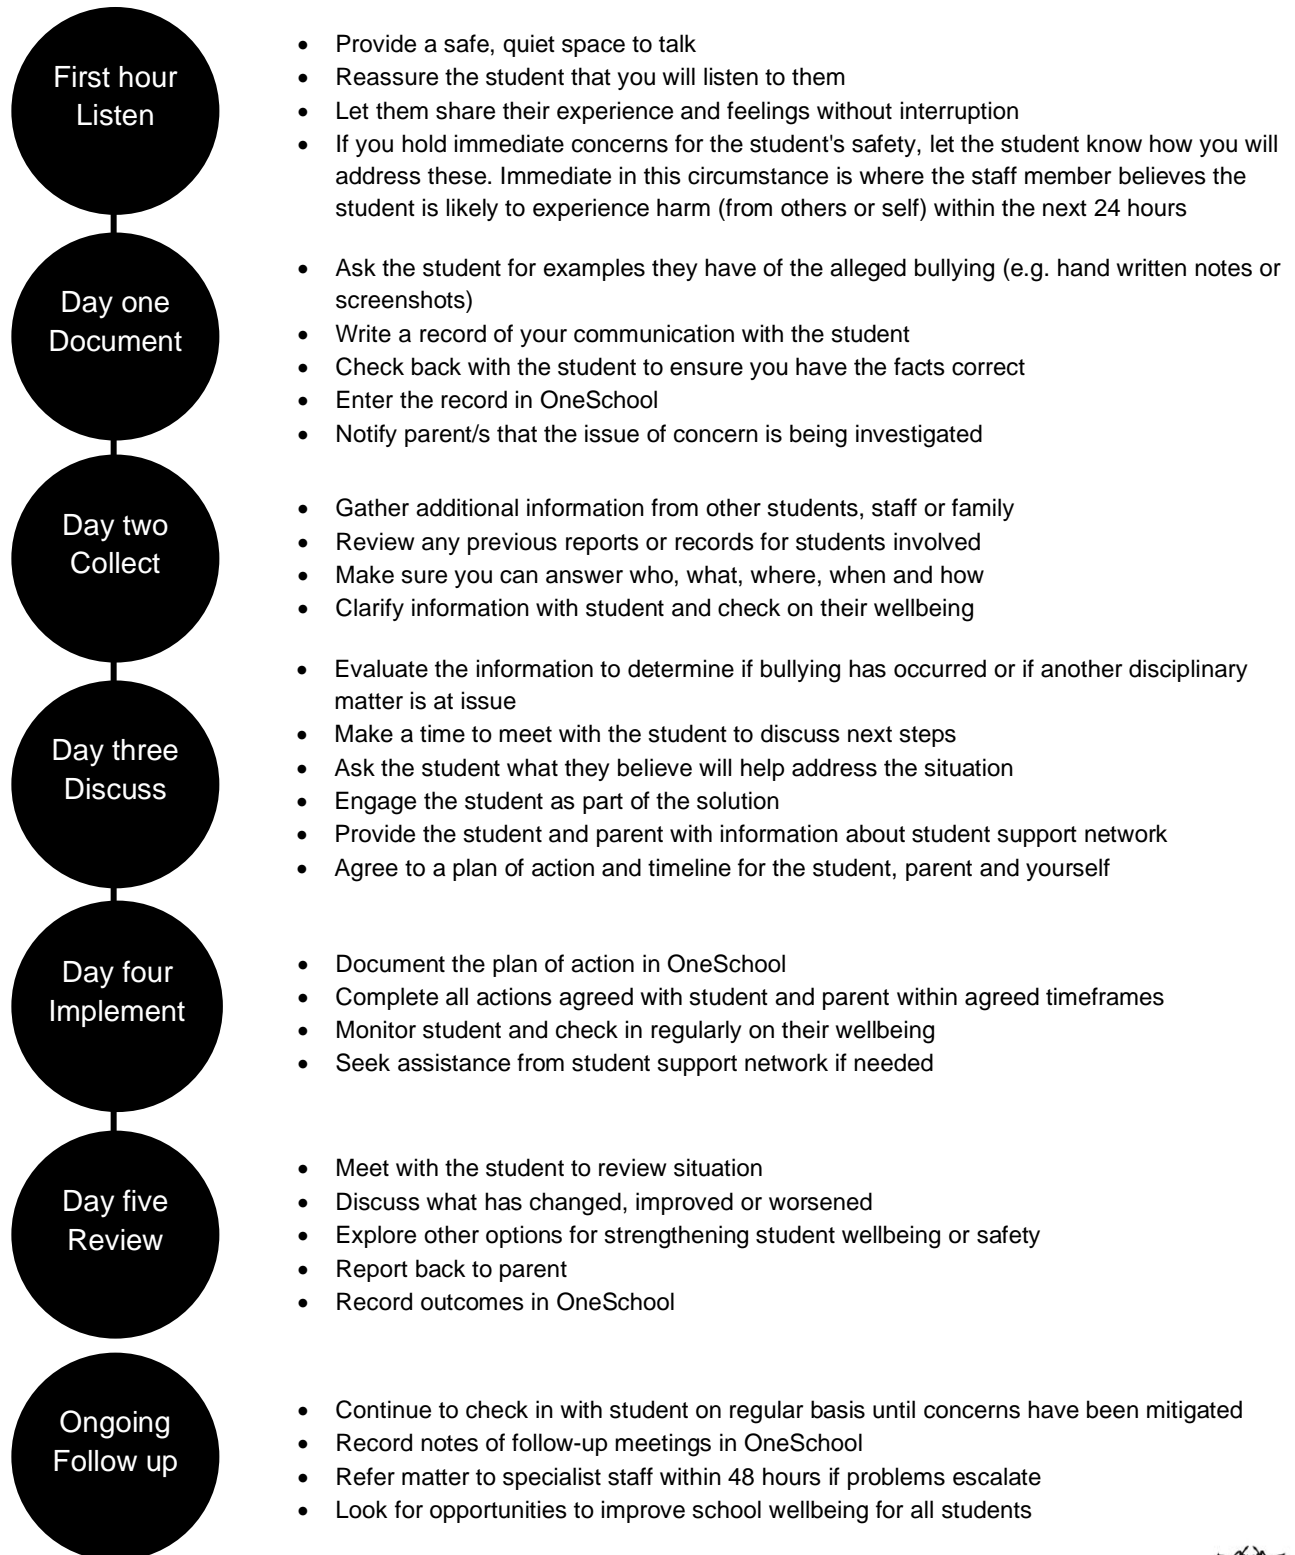 First hour
Listen
• Provide a safe, quiet space to talk
• Reassure the student that you will listen to them
• Let them share their experience and feelings without interruption
• If you hold immediate concerns for the student's safety, let the student know how you will
address these. Immediate in this circumstance is where the staff member believes the
student is likely to experience harm (from others or self) within the next 24 hours
Day one
Document
• Ask the student for examples they have of the alleged bullying (e.g. hand written notes or
screenshots)
• Write a record of your communication with the student
• Check back with the student to ensure you have the facts correct
• Enter the record in OneSchool
• Notify parent/s that the issue of concern is being investigated
Day two
Collect
• Gather additional information from other students, staff or family
• Review any previous reports or records for students involved
• Make sure you can answer who, what, where, when and how
• Clarify information with student and check on their wellbeing
Day three
Discuss
• Evaluate the information to determine if bullying has occurred or if another disciplinary
matter is at issue
• Make a time to meet with the student to discuss next steps
• Ask the student what they believe will help address the situation
• Engage the student as part of the solution
• Provide the student and parent with information about student support network
• Agree to a plan of action and timeline for the student, parent and yourself
Day four
Implement
• Document the plan of action in OneSchool
• Complete all actions agreed with student and parent within agreed timeframes
• Monitor student and check in regularly on their wellbeing
• Seek assistance from student support network if needed
Day five
Review
• Meet with the student to review situation
• Discuss what has changed, improved or worsened
• Explore other options for strengthening student wellbeing or safety
• Report back to parent
• Record outcomes in OneSchool
Ongoing
Follow up
• Continue to check in with student on regular basis until concerns have been mitigated
• Record notes of follow-up meetings in OneSchool
• Refer matter to specialist staff within 48 hours if problems escalate
• Look for opportunities to improve school wellbeing for all students